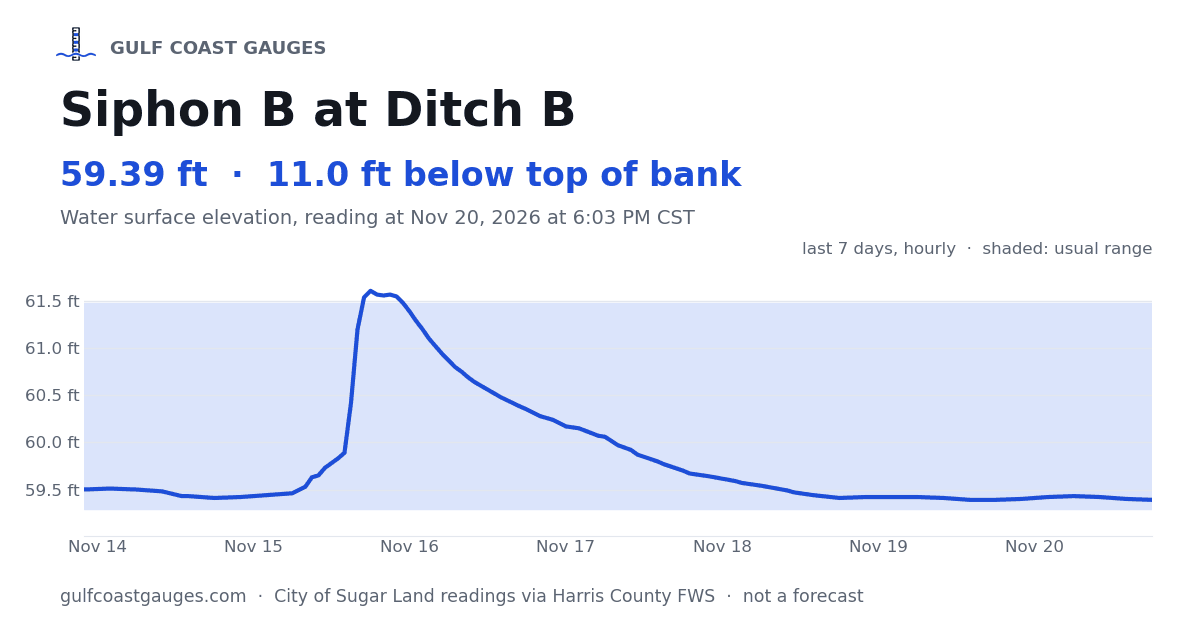 GULF COAST GAUGES
Siphon B at Ditch B
59.39 ft · 11.0 ft below top of bank
Water surface elevation, reading at Nov 20, 2026 at 6:03 PM CST
last 7 days, hourly · shaded: usual range
61.5 ft
61.0 ft
60.5 ft
60.0 ft
59.5 ft
Nov 14 Nov 15 Nov 16 Nov 17 Nov 18 Nov 19 Nov 20
gulfcoastgauges.com · City of Sugar Land readings via Harris County FWS · not a forecast